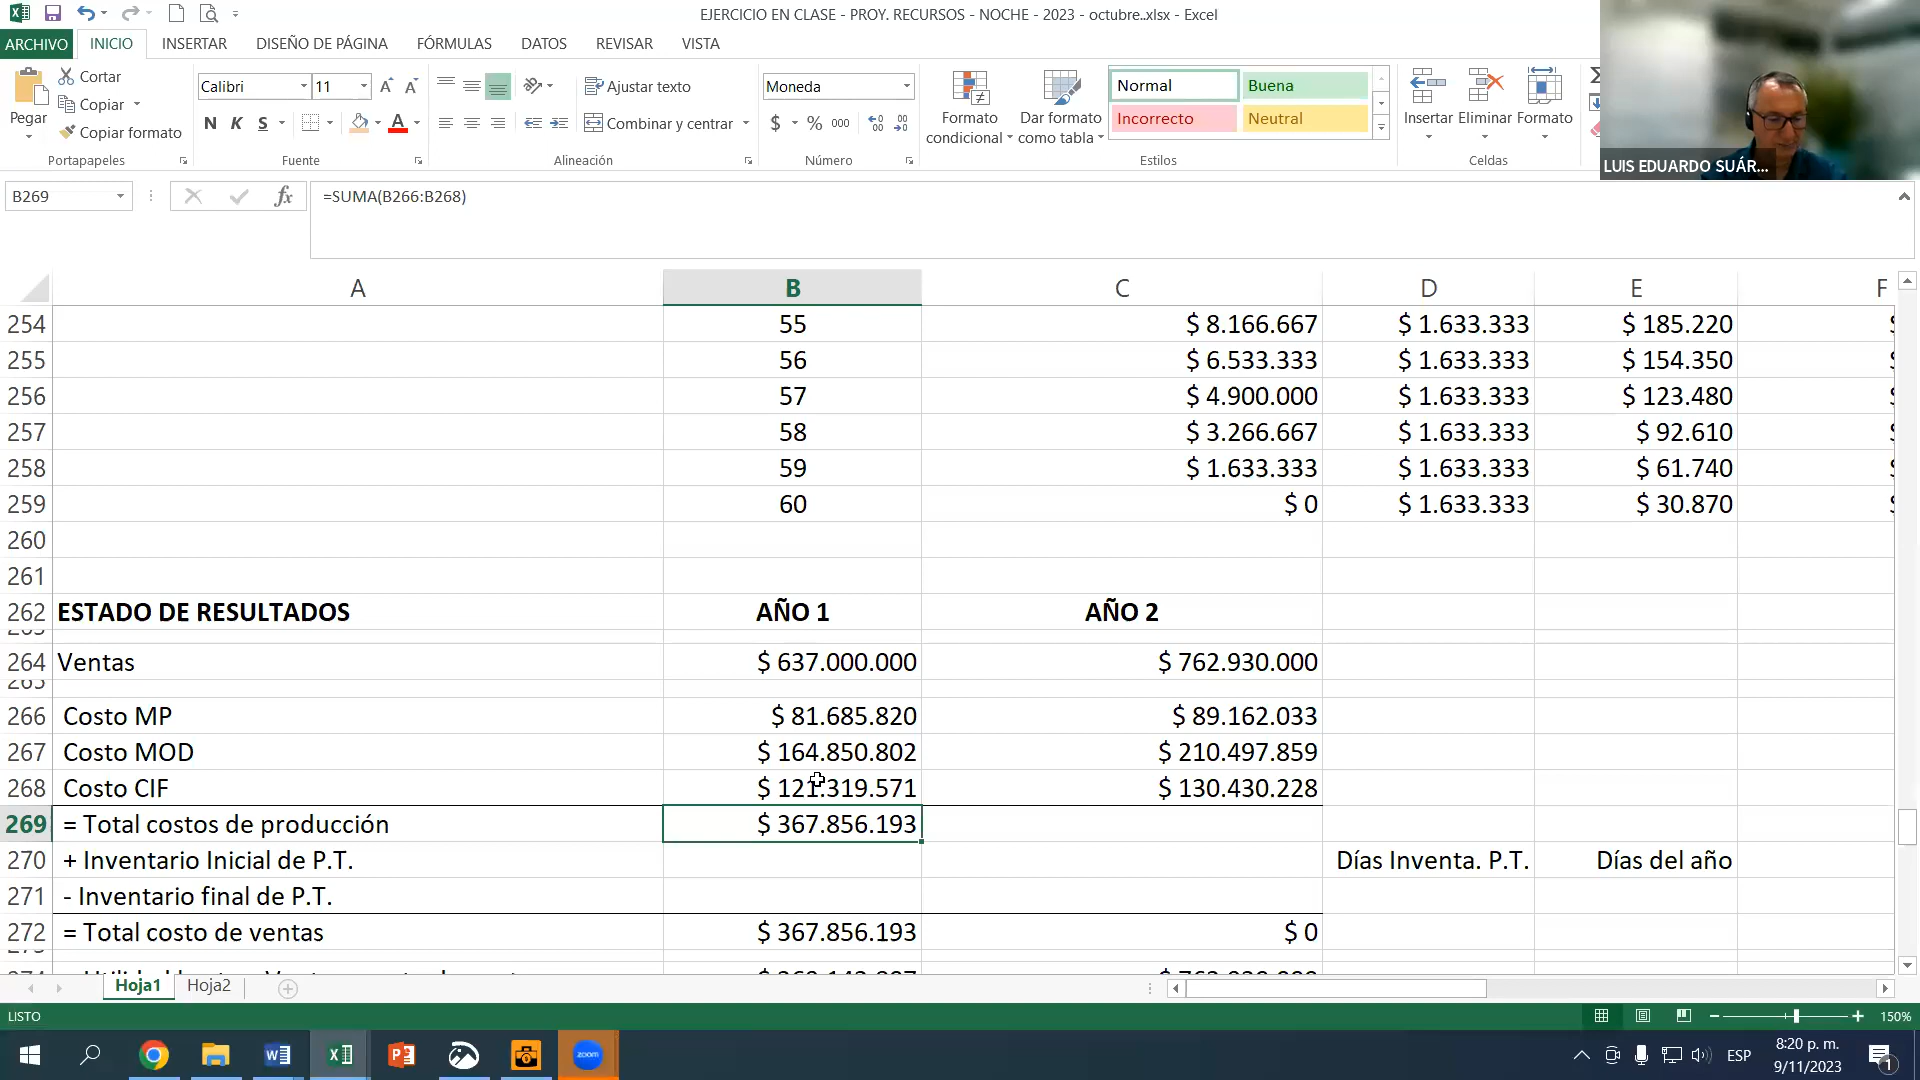 EJERCICIO EN CLASE - PROY. RECURSOS - NOCHE - 2023 - octubre..xlsx - Excel
ARCHIVO INICIO INSERTAR DISEÑO DE PÁGINA FÓRMULAS DATOS REVISAR VISTA
Pegar
Cortar
Copiar
Copiar formato
Portapapeles
Calibri 11
N K S
Fuente
Ajustar texto
Combinar y centrar
Alineación
Moneda
$ % 000
Número
Formato condicional
Dar formato como tabla
Normal Buena
Incorrecto Neutral
Estilos
Insertar Eliminar Formato
Celdas
LUIS EDUARDO SUÁR...
B269 fx =SUMA(B266:B268)
A B C D E F
254 55 $ 8.166.667 $ 1.633.333 $ 185.220
255 56 $ 6.533.333 $ 1.633.333 $ 154.350
256 57 $ 4.900.000 $ 1.633.333 $ 123.480
257 58 $ 3.266.667 $ 1.633.333 $ 92.610
258 59 $ 1.633.333 $ 1.633.333 $ 61.740
259 60 $ 0 $ 1.633.333 $ 30.870
260
261
262 ESTADO DE RESULTADOS AÑO 1 AÑO 2
264 Ventas $ 637.000.000 $ 762.930.000
266 Costo MP $ 81.685.820 $ 89.162.033
267 Costo MOD $ 164.850.802 $ 210.497.859
268 Costo CIF $ 121.319.571 $ 130.430.228
269 = Total costos de producción $ 367.856.193
270 + Inventario Inicial de P.T. Días Inventa. P.T. Días del año
271 - Inventario final de P.T.
272 = Total costo de ventas $ 367.856.193 $ 0
Hoja1 Hoja2
LISTO 150%
zoom
ESP
8:20 p. m.
9/11/2023
1